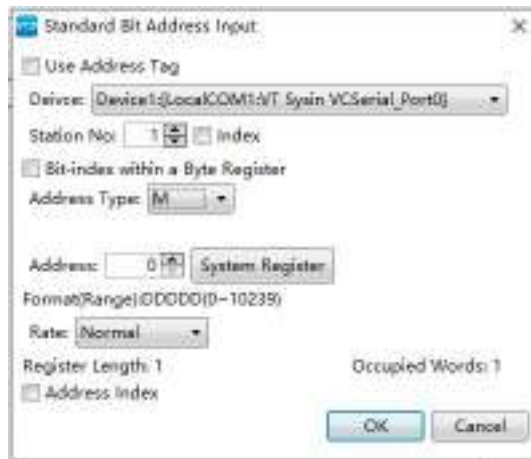 Standard Bit Address Input
Use Address Tag
Deivce: Device1:[LocalCOM1:VT Sysin VCSerial_Port0]
Station No: 1 Index
Bit-index within a Byte Register
Address Type: M
Address: 0 System Register
Format(Range):DDDDD(0~10239)
Rate: Normal
Register Length: 1 Occupied Words: 1
Address Index
OK Cancel